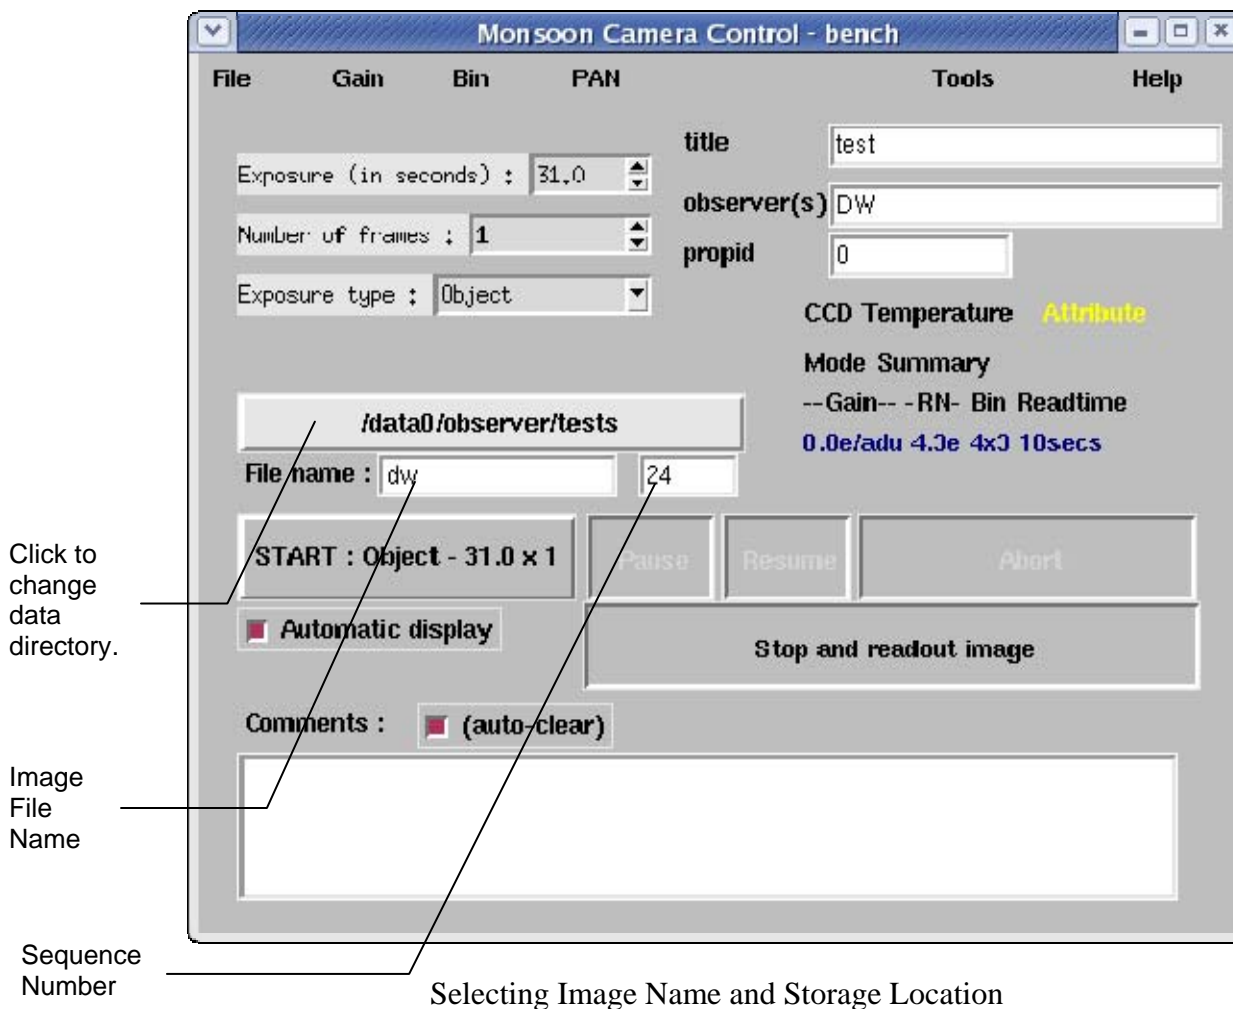 Monsoon Camera Control - bench
File Gain Bin PAN Tools Help
title test
Exposure (in seconds) : 31.0
observer(s) DW
Number of frames : 1
propid 0
Exposure type : Object
CCD Temperature Attribute
Mode Summary
--Gain-- -RN- Bin Readtime
0.0e/adu 4.3e 4x3 10secs
/data0/observer/tests
File name : dw 24
START : Object - 31.0 x 1 Pause Resume Abort
Click to
change
data
directory.
Automatic display
Stop and readout image
Comments : (auto-clear)
Image
File
Name
Sequence
Number
Selecting Image Name and Storage Location